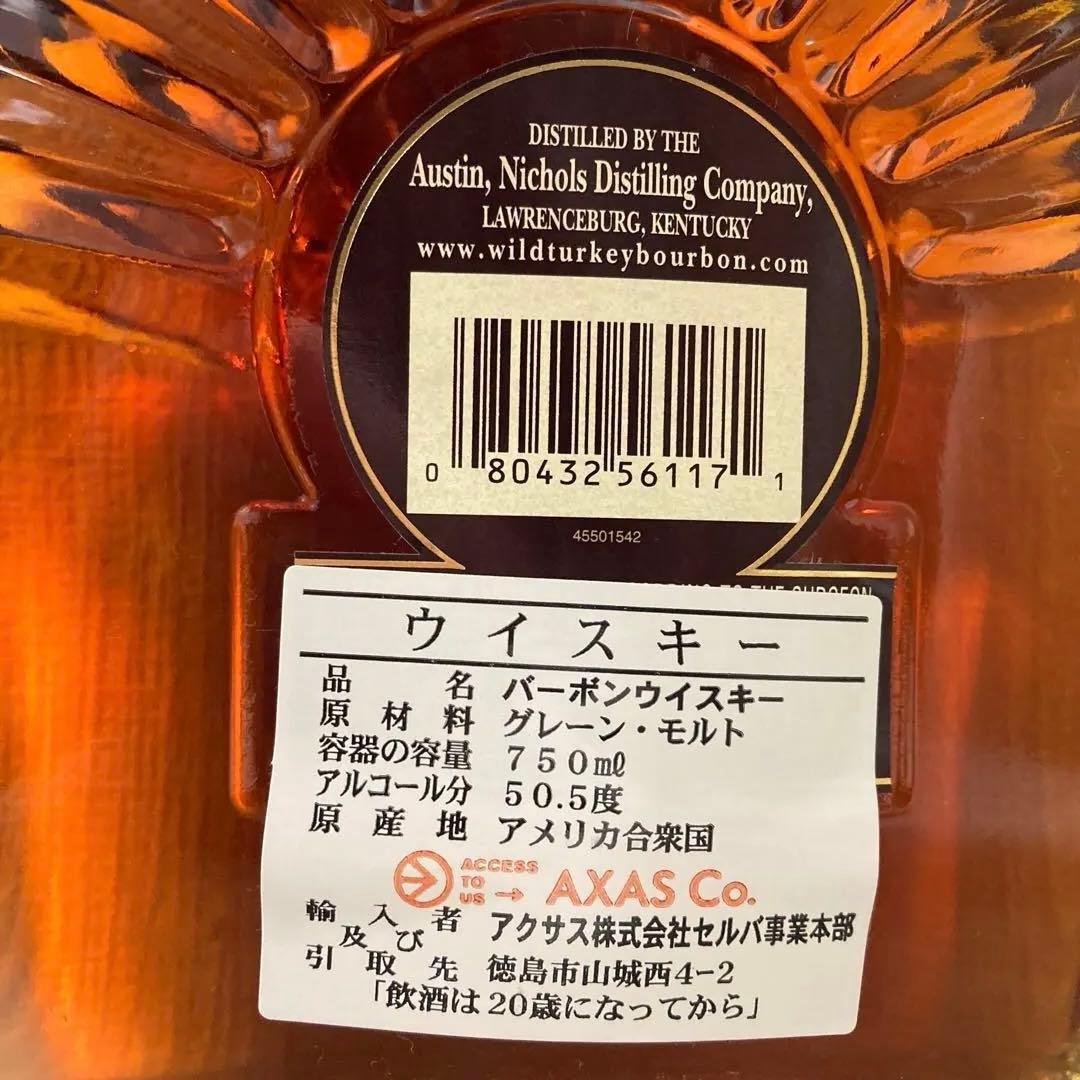 DISTILLED BY THE
Austin, Nichols Distilling Company,
LAWRENCEBURG, KENTUCKY
www.wildturkeybourbon.com
0 80432 56117 1
45501542
TO THE SURGEON
ウイスキー
品名 バーボンウイスキー
原材料 グレーン・モルト
容器の容量 750㎖
アルコール分 50.5度
原産地 アメリカ合衆国
ACCESS TO US → AXAS Co.
輸入者及び引取先 アクサス株式会社セルバ事業本部
徳島市山城西4-2
「飲酒は20歳になってから」